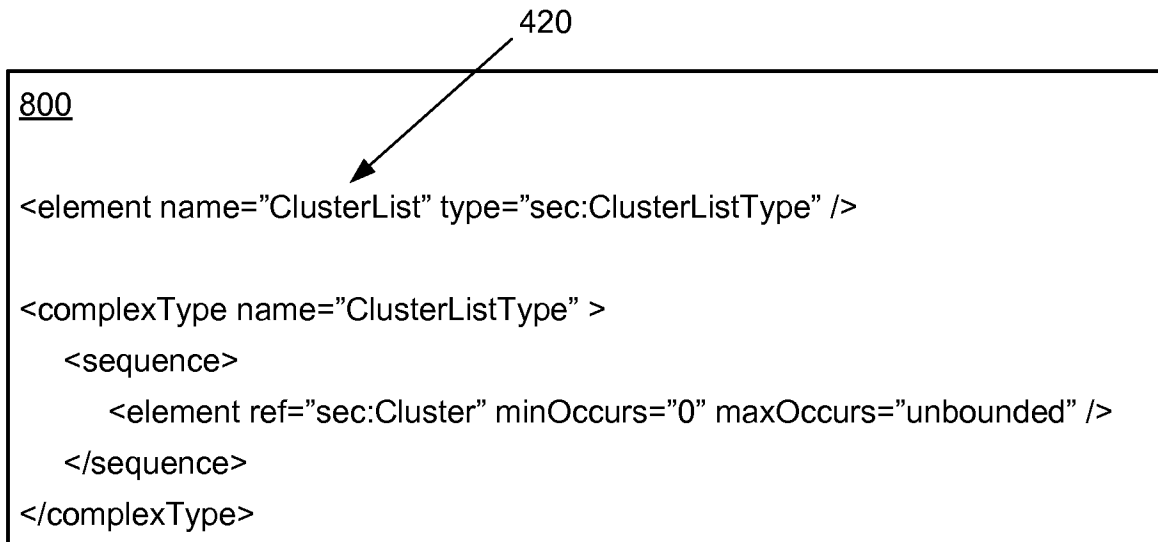 420
800
<element name=”ClusterList” type=”sec:ClusterListType” />
<complexType name=”ClusterListType” >
<sequence>
<element ref=”sec:Cluster” minOccurs=”0” maxOccurs=”unbounded” />
</sequence>
</complexType>